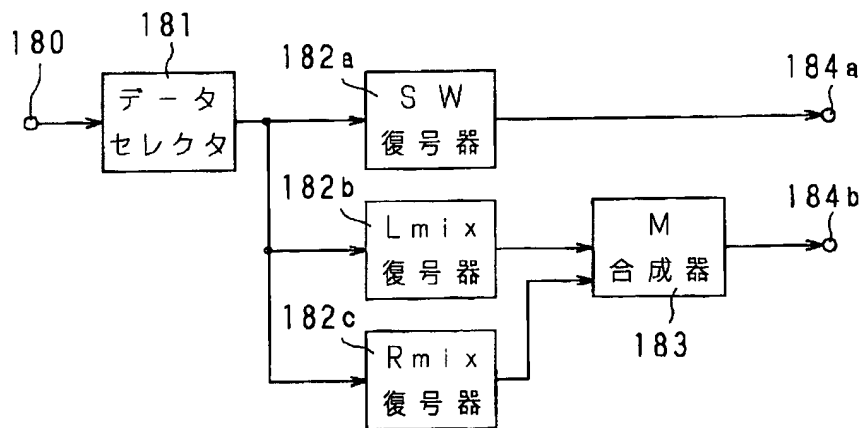 180
181
データ
セレクタ
182a
SW
復号器
184a
182b
Lmix
復号器
M
合成器
183
184b
182c
Rmix
復号器